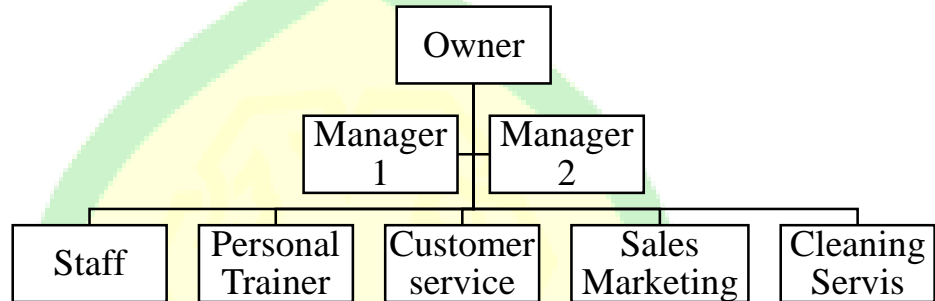 Owner
Manager
1
Manager
2
Staff
Personal
Trainer
Customer
service
Sales
Marketing
Cleaning
Servis